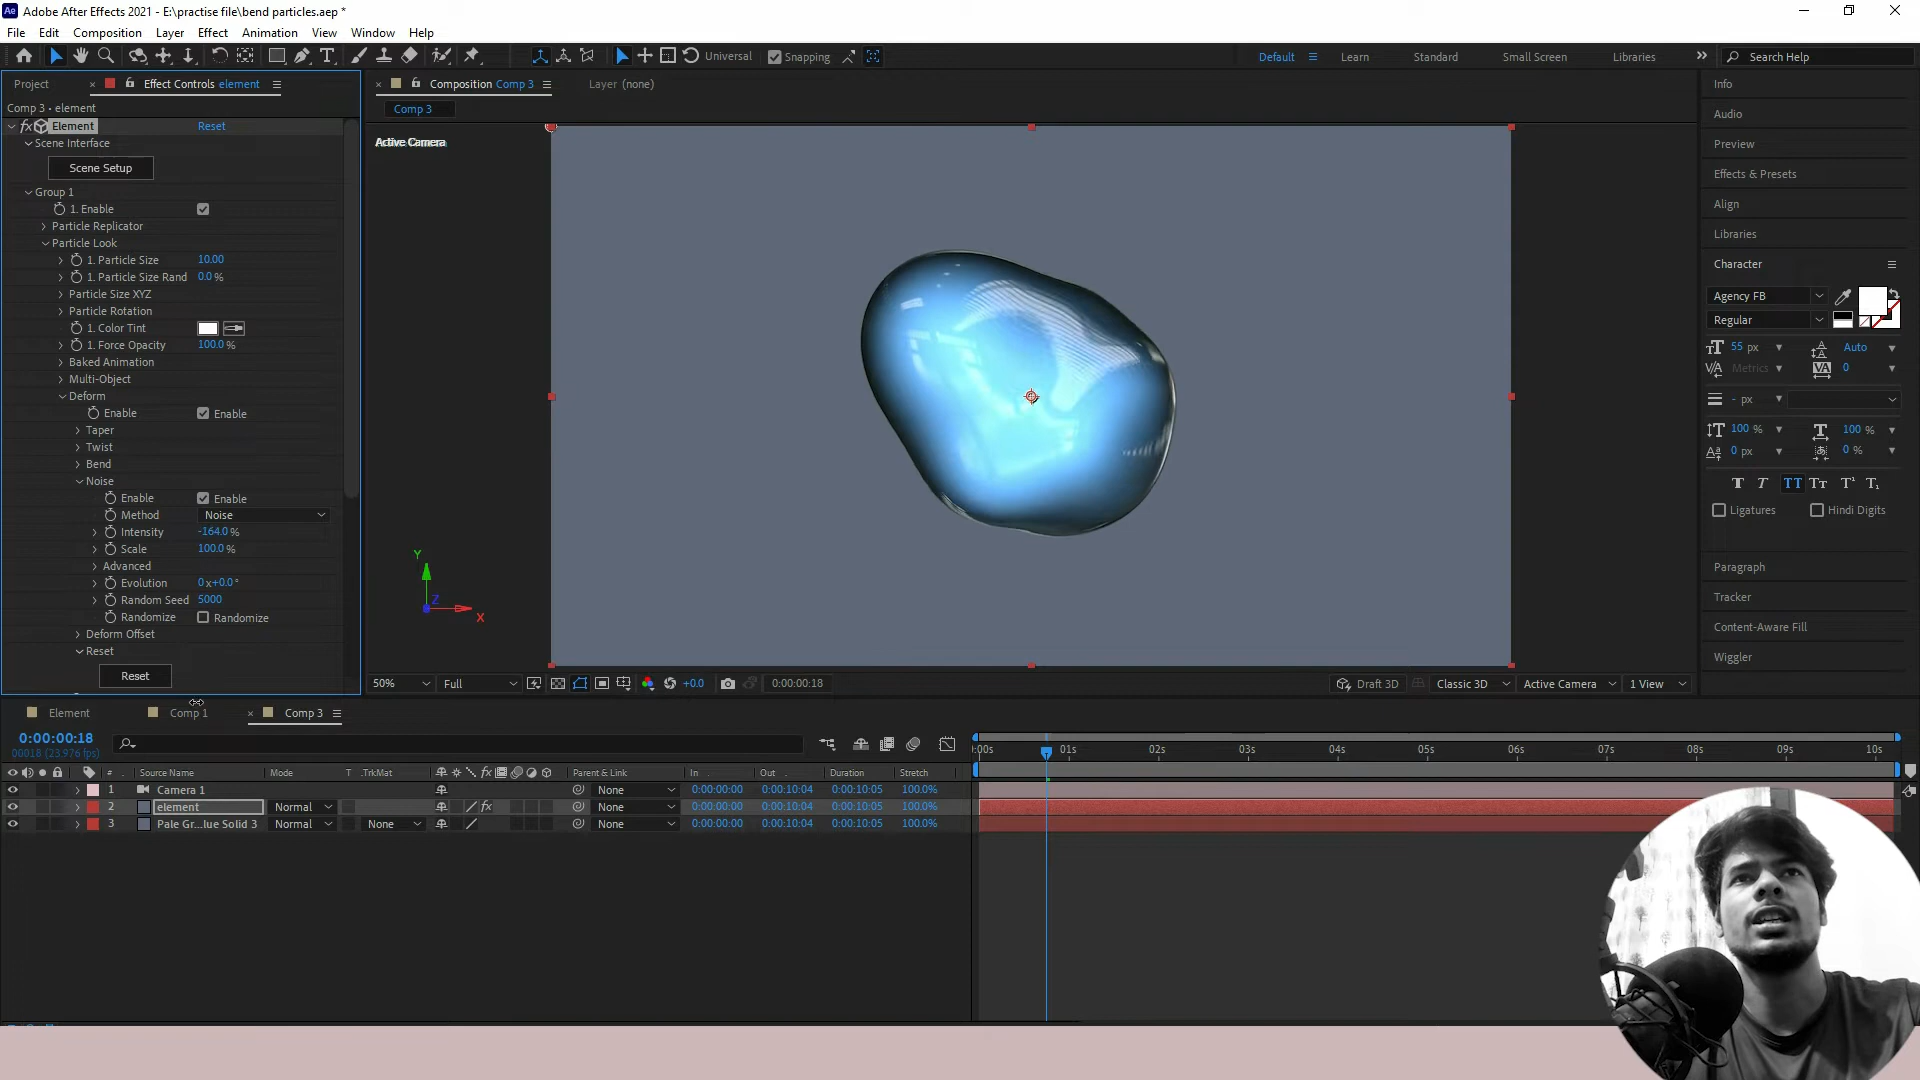 Ae Adobe After Effects 2021 - E:\practise file\bend particles.aep *
File Edit Composition Layer Effect Animation View Window Help
Universal Snapping Default Learn Standard Small Screen Libraries Search Help
Project Effect Controls element
Comp 3 • element
fx Element Reset
Scene Interface
Scene Setup
Group 1
1. Enable
Particle Replicator
Particle Look
1. Particle Size 10.00
1. Particle Size Rand 0.0 %
Particle Size XYZ
Particle Rotation
1. Color Tint
1. Force Opacity 100.0 %
Baked Animation
Multi-Object
Deform
Enable Enable
Taper
Twist
Bend
Noise
Enable Enable
Method Noise
Intensity -164.0 %
Scale 100.0 %
Advanced
Evolution 0 x+0.0 °
Random Seed 5000
Randomize Randomize
Deform Offset
Reset
Reset
Composition Comp 3 Layer (none)
Comp 3
Active Camera
Y
Z
X
50% Full +0.0 0:00:00:18 Draft 3D Classic 3D Active Camera 1 View
Info
Audio
Preview
Effects & Presets
Align
Libraries
Character
Agency FB
Regular
55 px Auto
Metrics 0
- px
100 % 100 %
0 px 0 %
T T TT Tt T¹ T₁
Ligatures Hindi Digits
Paragraph
Tracker
Content-Aware Fill
Wiggler
Element Comp 1 Comp 3
0:00:00:18
00018 (23.976 fps)
:00s 01s 02s 03s 04s 05s 06s 07s 08s 09s 10s
# Source Name Mode T .TrkMat fx Parent & Link In Out Duration Stretch
1 Camera 1 None 0:00:00:00 0:00:10:04 0:00:10:05 100.0%
2 element Normal fx None 0:00:00:00 0:00:10:04 0:00:10:05 100.0%
3 Pale Gr...lue Solid 3 Normal None None 0:00:00:00 0:00:10:04 0:00:10:05 100.0%